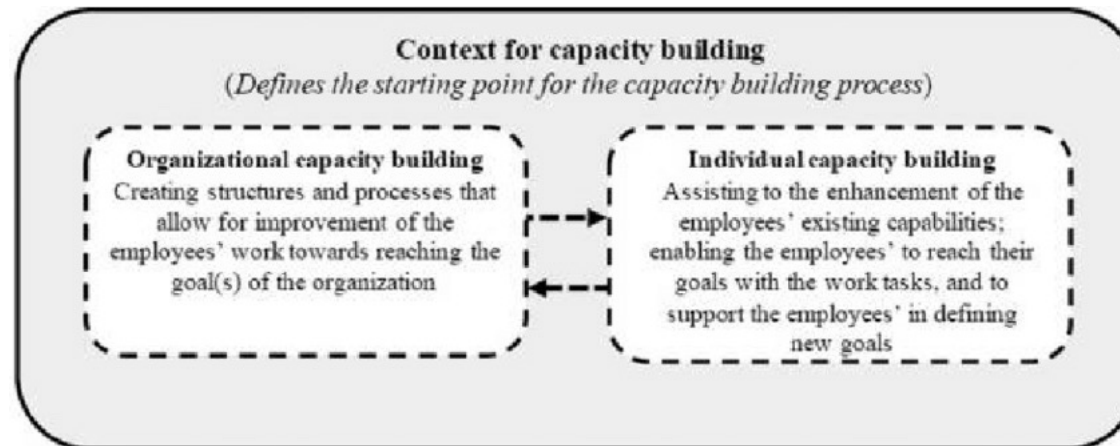 Context for capacity building
(Defines the starting point for the capacity building process)
Organizational capacity building
Creating structures and processes that
allow for improvement of the
employees’ work towards reaching the
goal(s) of the organization
Individual capacity building
Assisting to the enhancement of the
employees’ existing capabilities;
enabling the employees’ to reach their
goals with the work tasks, and to
support the employees’ in defining
new goals